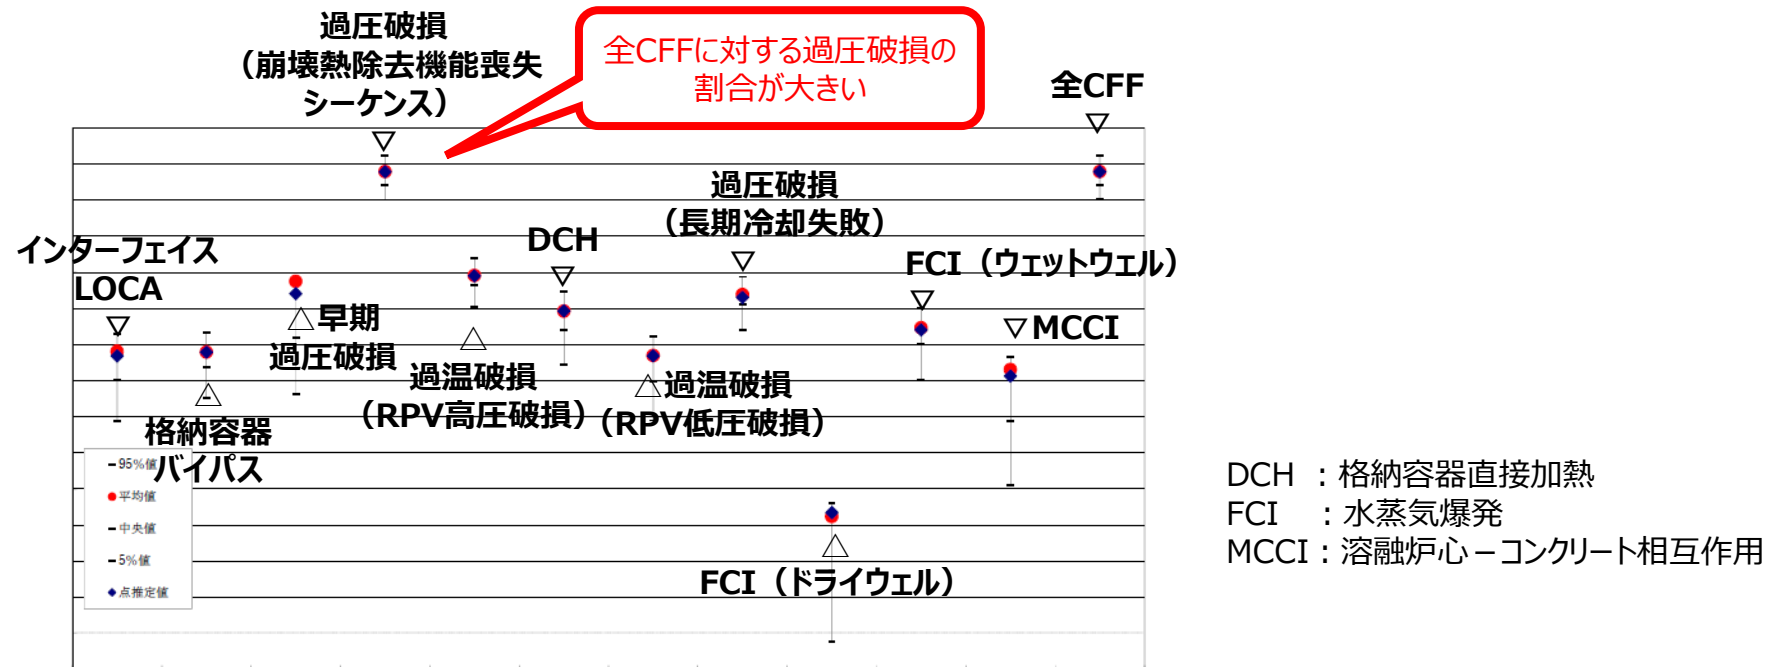 過圧破損
（崩壊熱除去機能喪失
シーケンス）
全CFFに対する過圧破損の
割合が大きい
全CFF
過圧破損
（長期冷却失敗）
インターフェイス
LOCA
DCH
FCI（ウェットウェル）
△早期
過圧破損
▽MCCI
過温破損
（RPV高圧破損）
△過温破損
（RPV低圧破損）
格納容器
バイパス
95%値
平均値
中央値
5%値
点推定値
FCI（ドライウェル）
DCH ：格納容器直接加熱
FCI ：水蒸気爆発
MCCI：溶融炉心－コンクリート相互作用